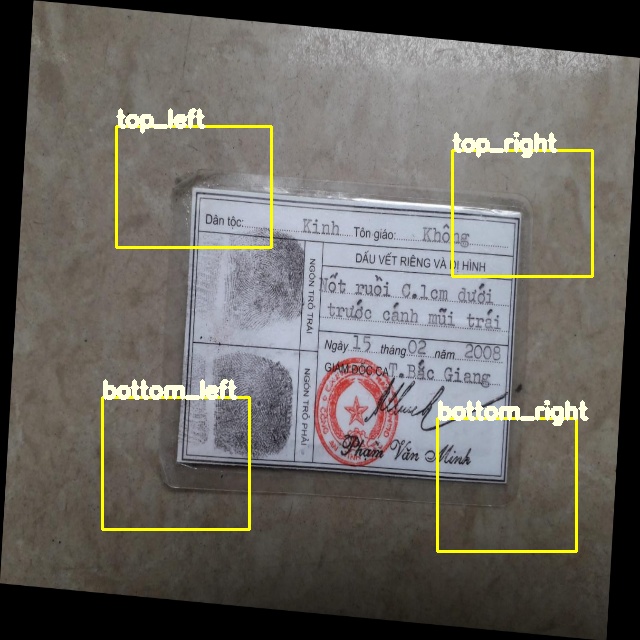 top_left
top_right
Dân tộc: Kinh Tôn giáo: Không
DẤU VẾT RIÊNG VÀ DỊ HÌNH
Nốt ruồi C.1cm dưới
trước cánh mũi trái
NGÓN TRỎ TRÁI
Ngày 15 tháng 02 năm 2008
GIÁM ĐỐC CA T. Bắc Giang
NGÓN TRỎ PHẢI
bottom_left
bottom_right
Phạm Văn Minh